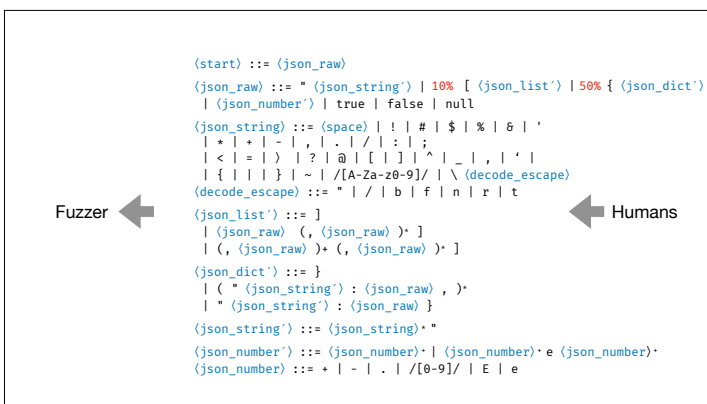 ⟨start⟩ ::= ⟨json_raw⟩
⟨json_raw⟩ ::= " ⟨json_string′⟩ | 10% [ ⟨json_list′⟩ | 50% { ⟨json_dict′⟩
| ⟨json_number′⟩ | true | false | null
⟨json_string⟩ ::= ⟨space⟩ | ! | # | $ | % | & | '
| * | + | - | , | . | / | : | ;
| < | = | ⟩ | ? | @ | [ | ] | ^ | _ | , | ‘ |
| { | | | } | ~ | /[A-Za-z0-9]/ | \ ⟨decode_escape⟩
⟨decode_escape⟩ ::= " | / | b | f | n | r | t
Fuzzer
Humans
⟨json_list′⟩ ::= ]
| ⟨json_raw⟩ (, ⟨json_raw⟩ )* ]
| (, ⟨json_raw⟩ )+ (, ⟨json_raw⟩ )* ]
⟨json_dict′⟩ ::= }
| ( " ⟨json_string′⟩ : ⟨json_raw⟩ , )*
| " ⟨json_string′⟩ : ⟨json_raw⟩ }
⟨json_string′⟩ ::= ⟨json_string⟩* "
⟨json_number′⟩ ::= ⟨json_number⟩⁺ | ⟨json_number⟩⁺ e ⟨json_number⟩⁺
⟨json_number⟩ ::= + | - | . | /[0-9]/ | E | e